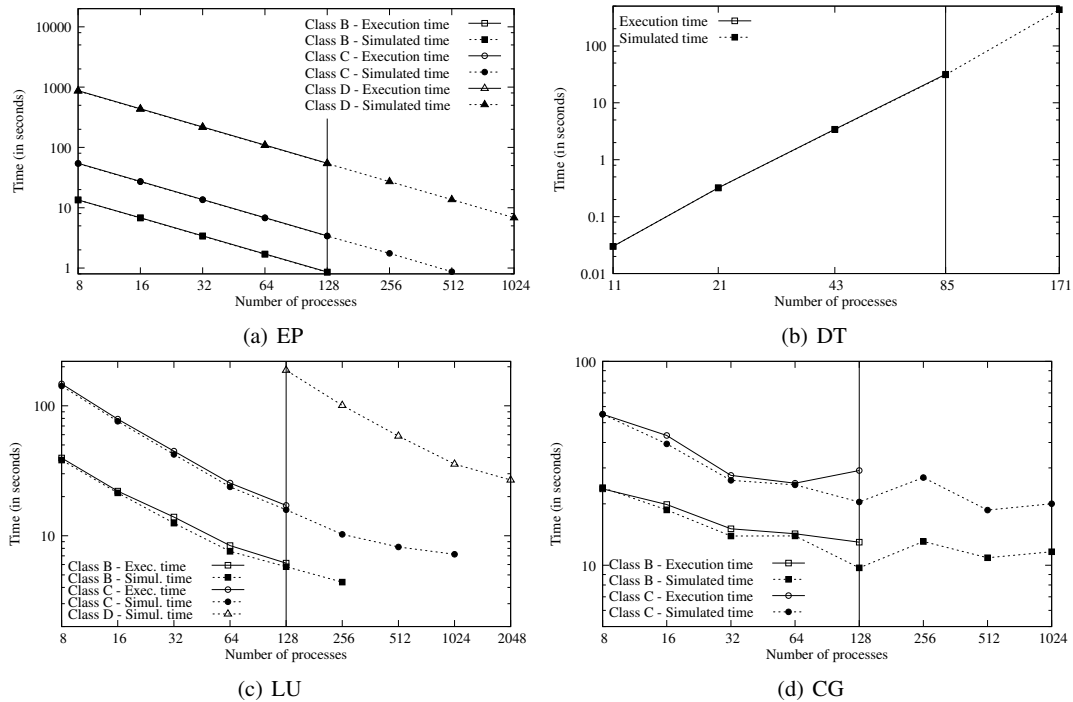 10000
1000
100
10
1
Time (in seconds)
Class B - Execution time
Class B - Simulated time
Class C - Execution time
Class C - Simulated time
Class D - Execution time
Class D - Simulated time
8 16 32 64 128 256 512 1024
Number of processes
(a) EP
100
10
1
0.1
0.01
Time (in seconds)
Execution time
Simulated time
11 21 43 85 171
Number of processes
(b) DT
100
10
Time (in seconds)
Class B - Exec. time
Class B - Simul. time
Class C - Exec. time
Class C - Simul. time
Class D - Simul. time
8 16 32 64 128 256 512 1024 2048
Number of processes
(c) LU
100
10
Time (in seconds)
Class B - Execution time
Class B - Simulated time
Class C - Execution time
Class C - Simulated time
8 16 32 64 128 256 512 1024
Number of processes
(d) CG